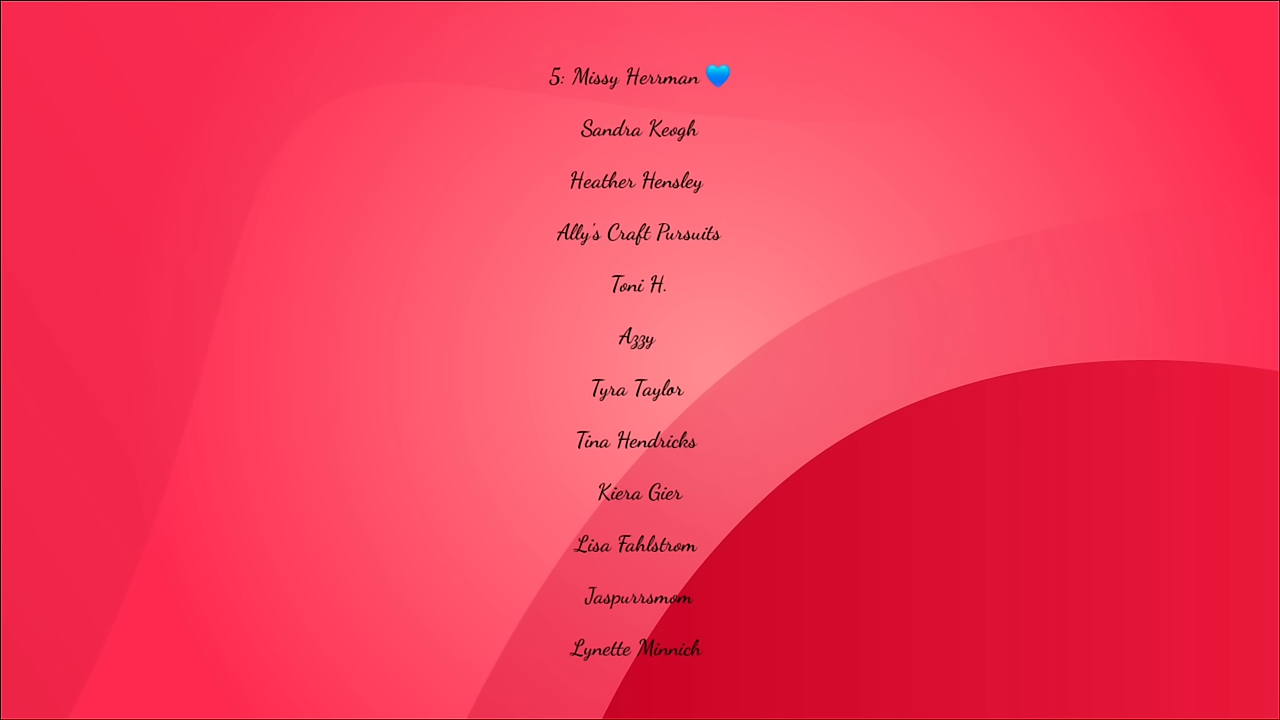 5: Missy Herrman 💙
Sandra Keogh
Heather Hensley
Ally's Craft Pursuits
Toni H.
Azzy
Tyra Taylor
Tina Hendricks
Kiera Gier
Lisa Fahlstrom
Jaspurrsmom
Lynette Minnich